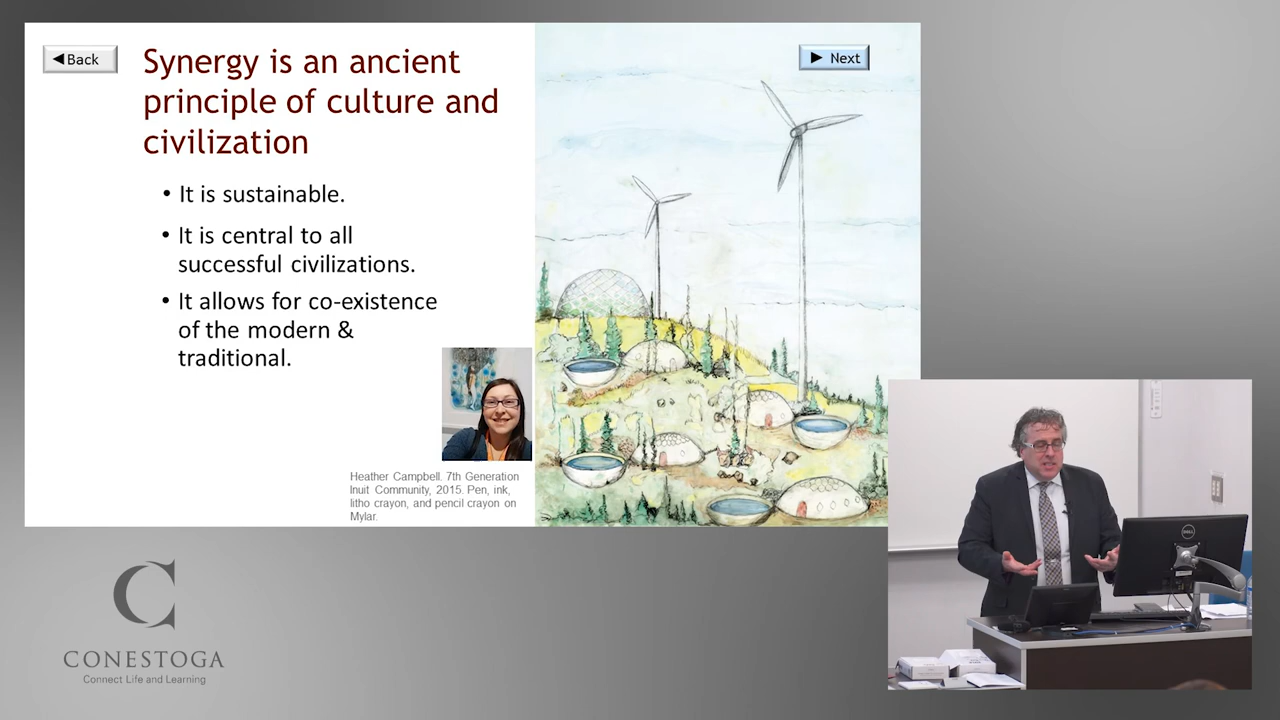 ◄Back
Synergy is an ancient
principle of culture and
civilization
• It is sustainable.
• It is central to all
successful civilizations.
• It allows for co-existence
of the modern &
traditional.
Heather Campbell. 7th Generation
Inuit Community, 2015. Pen, ink,
litho crayon, and pencil crayon on
Mylar.
► Next
DELL
C
CONESTOGA
Connect Life and Learning